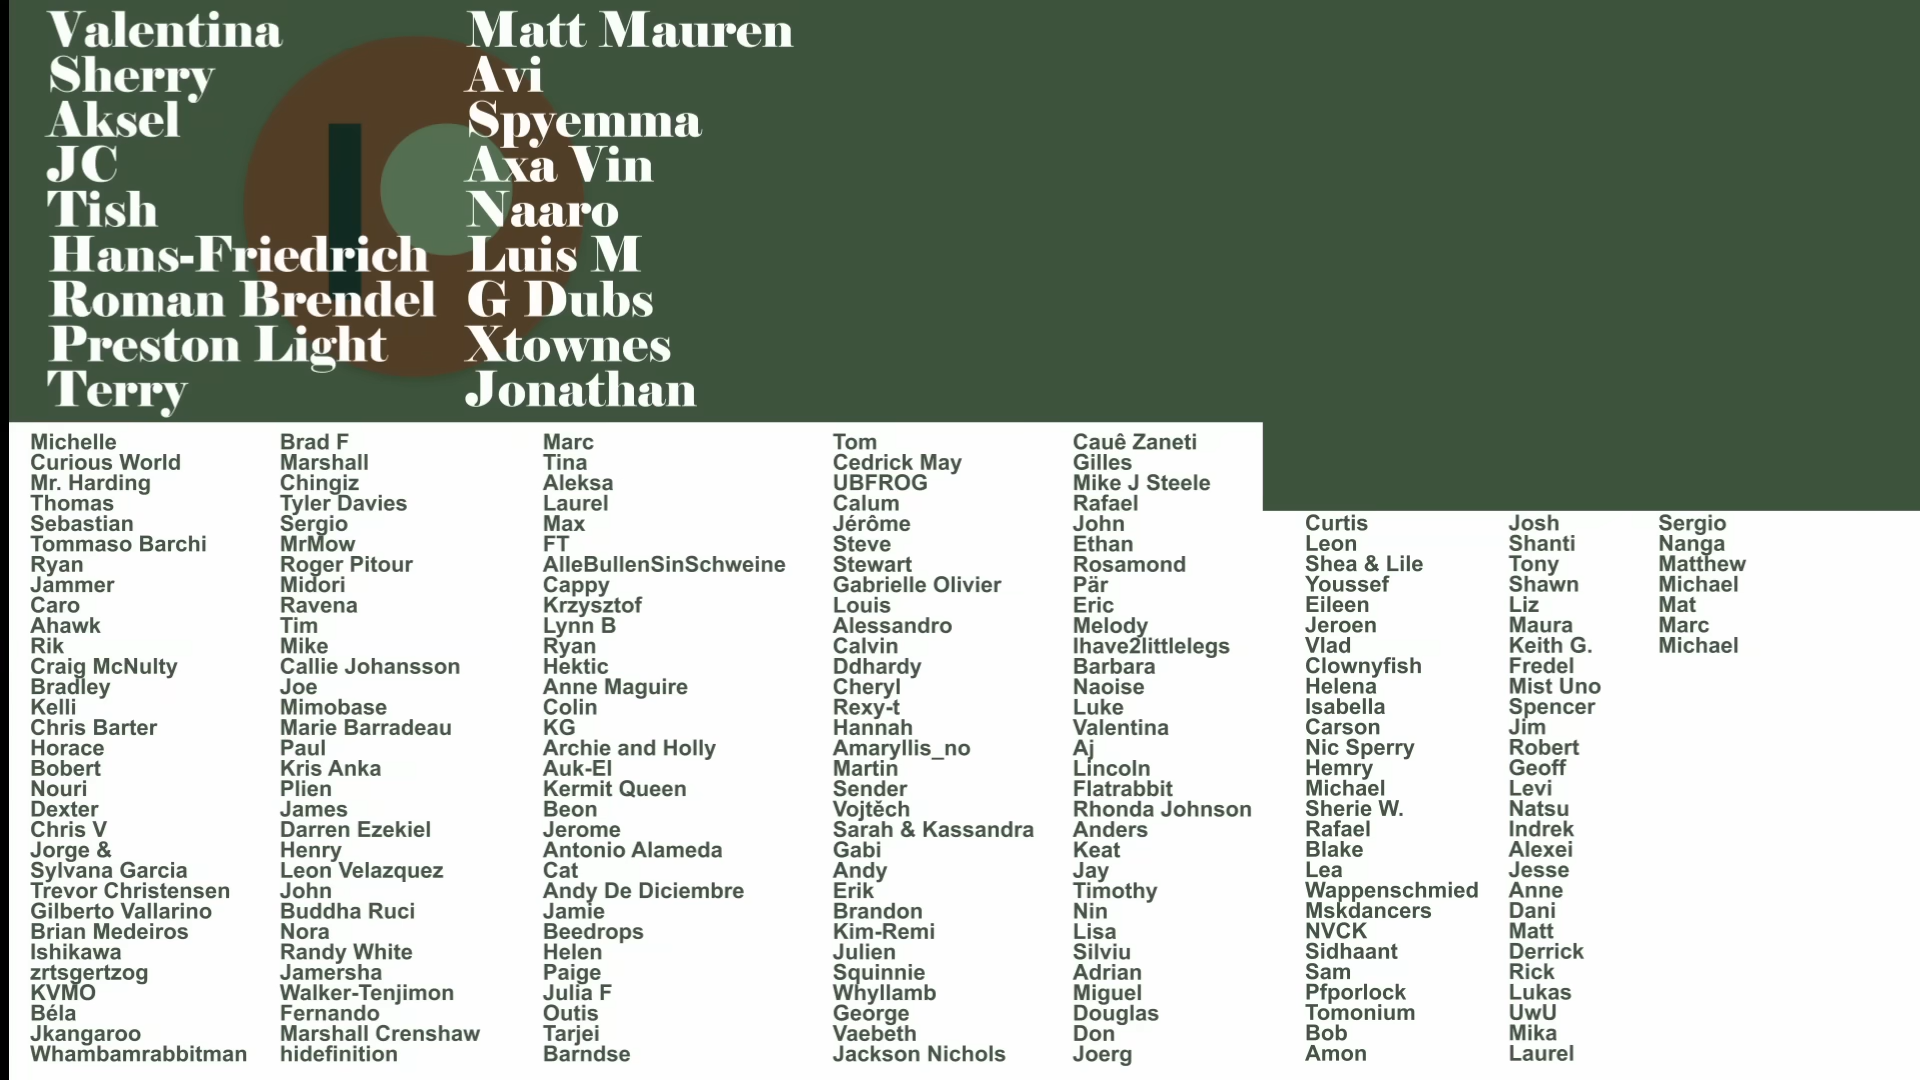 Valentina
Sherry
Aksel
JC
Tish
Hans-Friedrich
Roman Brendel
Preston Light
Terry
Matt Mauren
Avi
Spyemma
Axa Vin
Naaro
Luis M
G Dubs
Xtownes
Jonathan
Michelle
Curious World
Mr. Harding
Thomas
Sebastian
Tommaso Barchi
Ryan
Jammer
Caro
Ahawk
Rik
Craig McNulty
Bradley
Kelli
Chris Barter
Horace
Bobert
Nouri
Dexter
Chris V
Jorge &
Sylvana Garcia
Trevor Christensen
Gilberto Vallarino
Brian Medeiros
Ishikawa
zrtsgertzog
KVMO
Béla
Jkangaroo
Whambamrabbitman
Brad F
Marshall
Chingiz
Tyler Davies
Sergio
MrMow
Roger Pitour
Midori
Ravena
Tim
Mike
Callie Johansson
Joe
Mimobase
Marie Barradeau
Paul
Kris Anka
Plien
James
Darren Ezekiel
Henry
Leon Velazquez
John
Buddha Ruci
Nora
Randy White
Jamersha
Walker-Tenjimon
Fernando
Marshall Crenshaw
hidefinition
Marc
Tina
Aleksa
Laurel
Max
FT
AlleBullenSinSchweine
Cappy
Krzysztof
Lynn B
Ryan
Hektic
Anne Maguire
Colin
KG
Archie and Holly
Auk-El
Kermit Queen
Beon
Jerome
Antonio Alameda
Cat
Andy De Diciembre
Jamie
Beedrops
Helen
Paige
Julia F
Outis
Tarjei
Barndse
Tom
Cedrick May
UBFROG
Calum
Jérôme
Steve
Stewart
Gabrielle Olivier
Louis
Alessandro
Calvin
Ddhardy
Cheryl
Rexy-t
Hannah
Amaryllis_no
Martin
Sender
Vojtěch
Sarah & Kassandra
Gabi
Andy
Erik
Brandon
Kim-Remi
Julien
Squinnie
Whyllamb
George
Vaebeth
Jackson Nichols
Cauê Zaneti
Gilles
Mike J Steele
Rafael
John
Ethan
Rosamond
Pär
Eric
Melody
Ihave2littlelegs
Barbara
Naoise
Luke
Valentina
Aj
Lincoln
Flatrabbit
Rhonda Johnson
Anders
Keat
Jay
Timothy
Nin
Lisa
Silviu
Adrian
Miguel
Douglas
Don
Joerg
Curtis
Leon
Shea & Lile
Youssef
Eileen
Jeroen
Vlad
Clownyfish
Helena
Isabella
Carson
Nic Sperry
Hemry
Michael
Sherie W.
Rafael
Blake
Lea
Wappenschmied
Mskdancers
NVCK
Sidhaant
Sam
Pfporlock
Tomonium
Bob
Amon
Josh
Shanti
Tony
Shawn
Liz
Maura
Keith G.
Fredel
Mist Uno
Spencer
Jim
Robert
Geoff
Levi
Natsu
Indrek
Alexei
Jesse
Anne
Dani
Matt
Derrick
Rick
Lukas
UwU
Mika
Laurel
Sergio
Nanga
Matthew
Michael
Mat
Marc
Michael